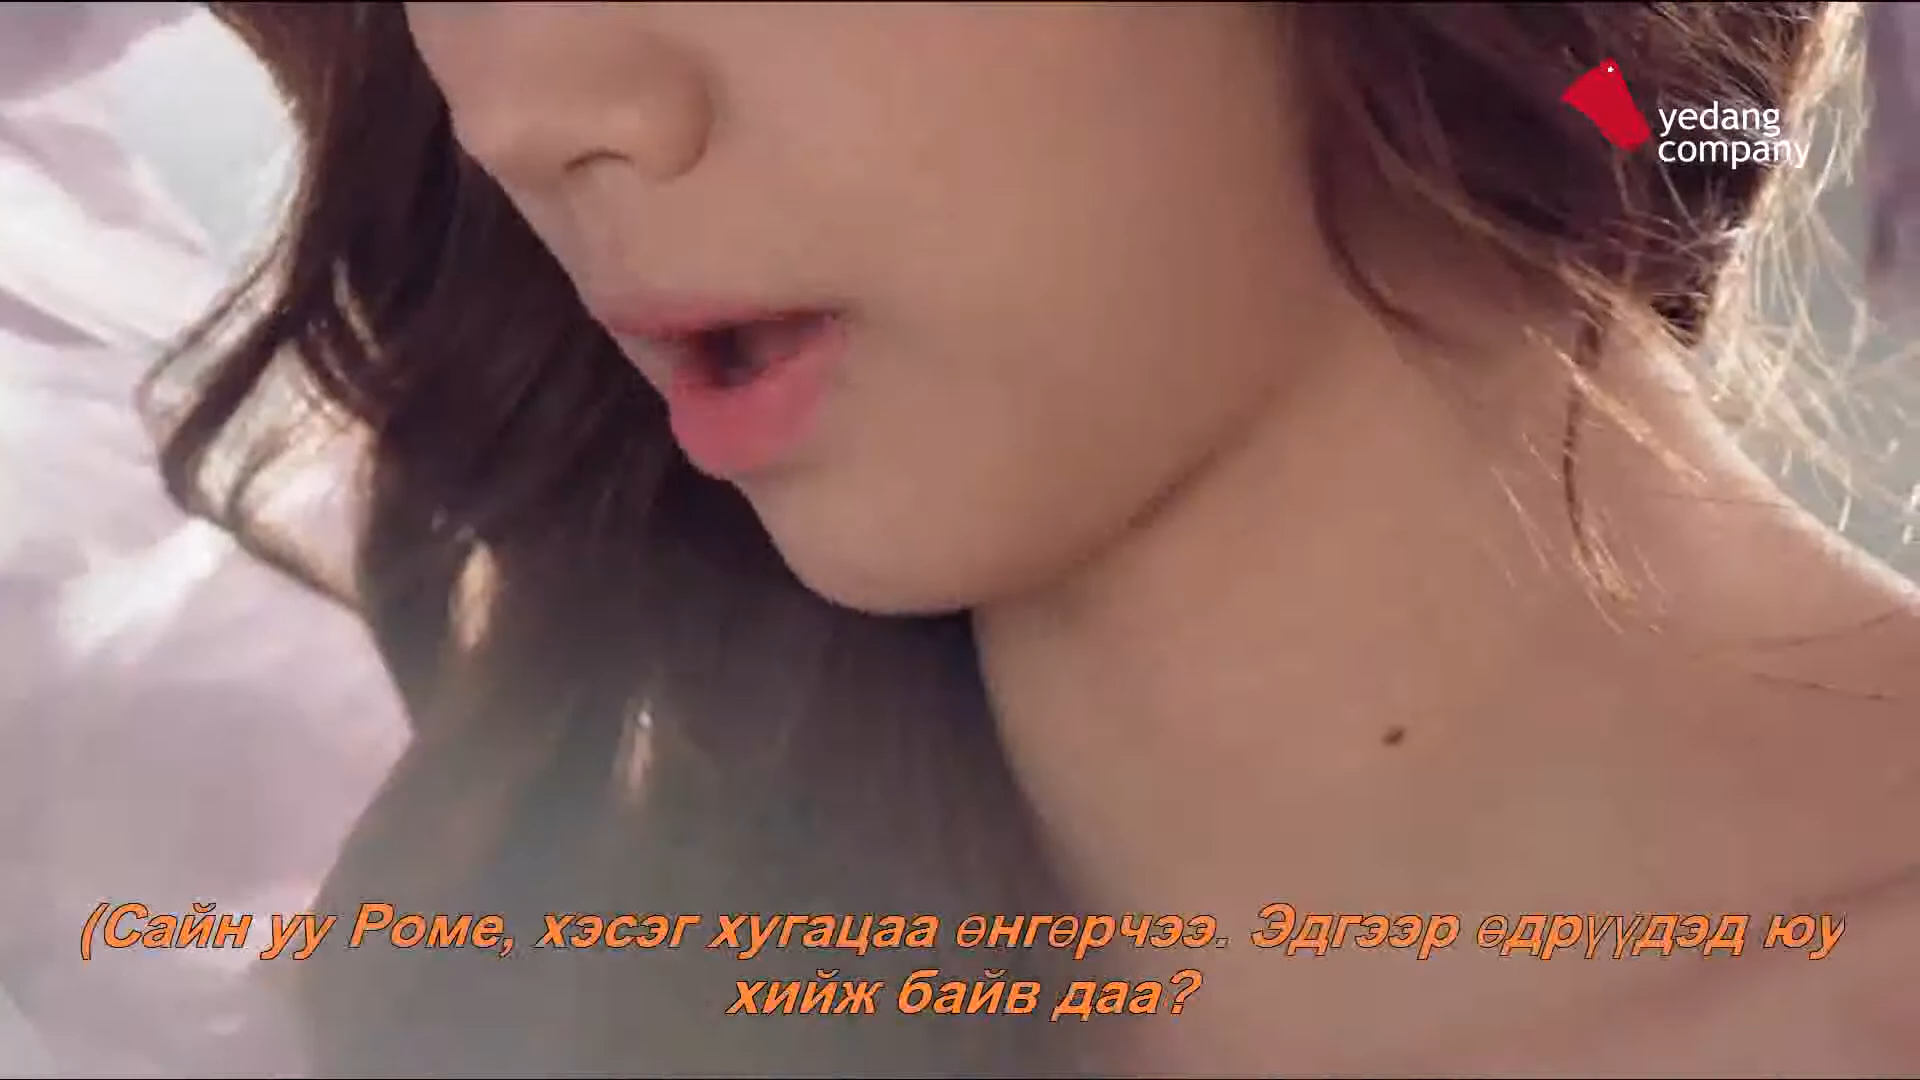 yedang
company
(Сайн уу Роме, хэсэг хугацаа өнгөрчээ. Эдгээр өдрүүдэд юу
хийж байв даа?